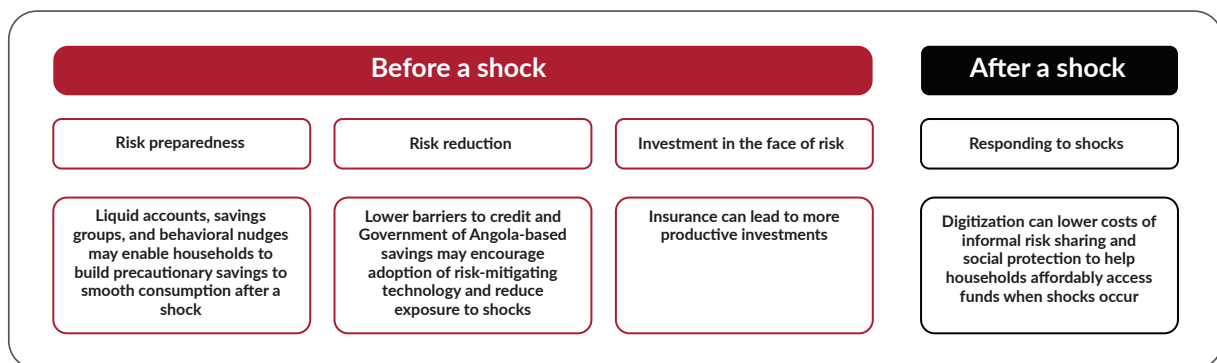 Before a shock
After a shock
Risk preparedness
Risk reduction
Investment in the face of risk
Responding to shocks
Liquid accounts, savings
groups, and behavioral nudges
may enable households to
build precautionary savings to
smooth consumption after a
shock
Lower barriers to credit and
Government of Angola-based
savings may encourage
adoption of risk-mitigating
technology and reduce
exposure to shocks
Insurance can lead to more
productive investments
Digitization can lower costs of
informal risk sharing and
social protection to help
households affordably access
funds when shocks occur